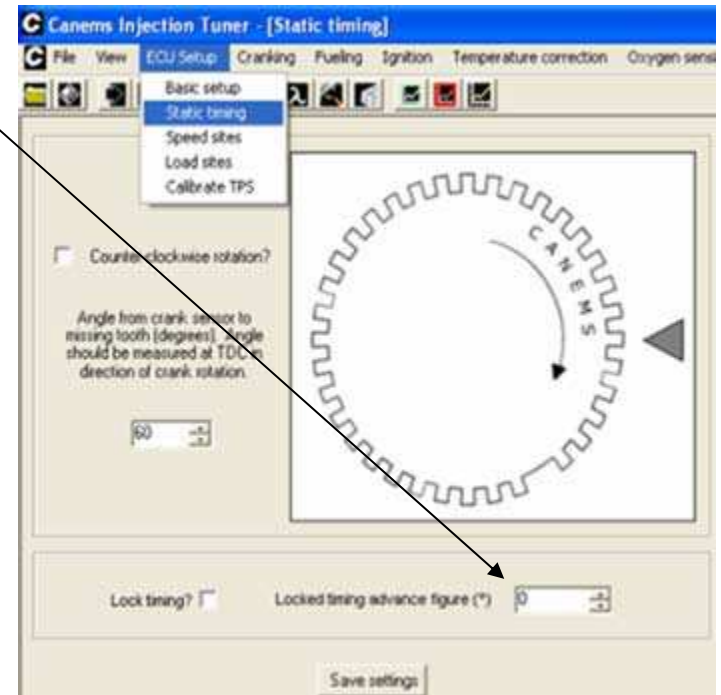 Canems Injection Tuner - [Static timing]
File View ECU Setup Cranking Fueling Ignition Temperature correction Oxygen sens
Basic setup
Static timing
Speed sites
Load sites
Calibrate TPS
Counter-clockwise rotation?
Angle from crank sensor to
missing tooth (degrees). Angle
should be measured at TDC in
direction of crank rotation.
60
CANEMS
Lock timing?
Locked timing advance figure (°)
0
Save settings